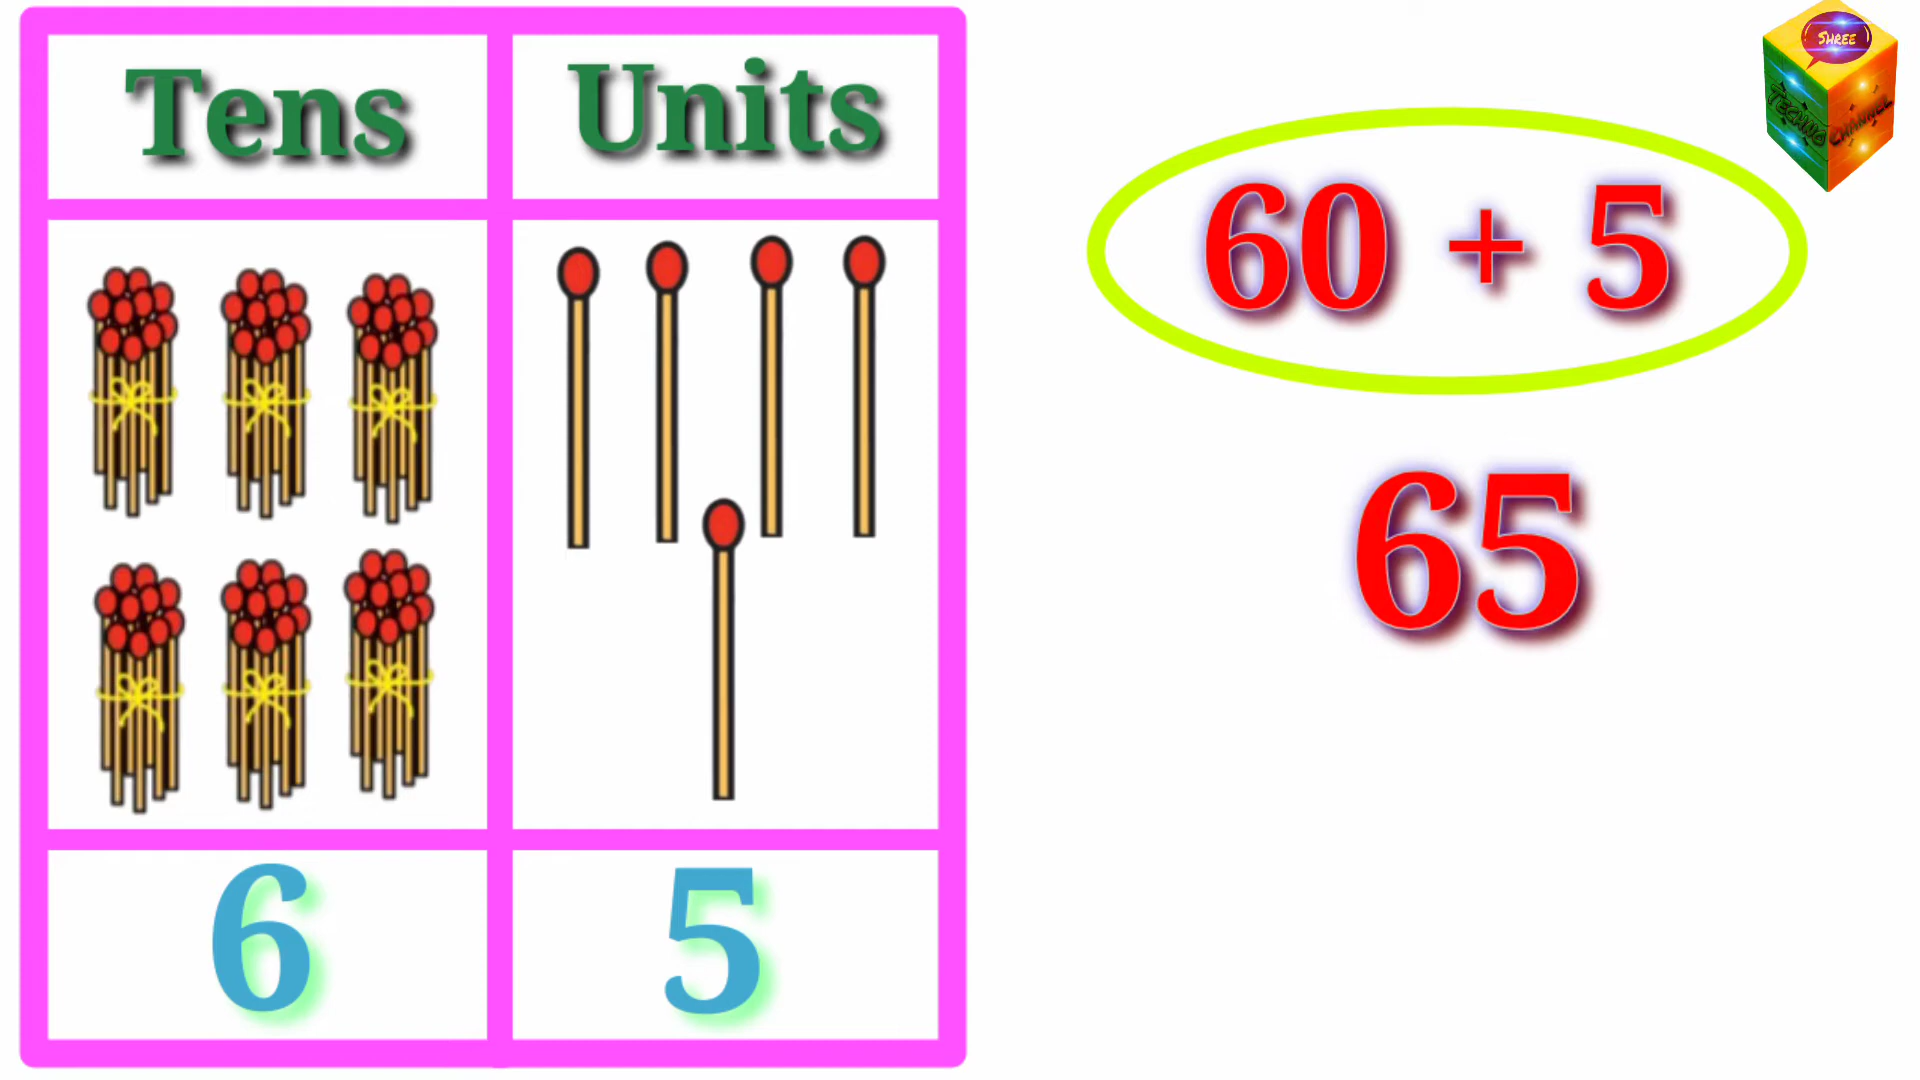 Tens Units
60 + 5
65
6 5
SHREE
TECHNO CHANNEL